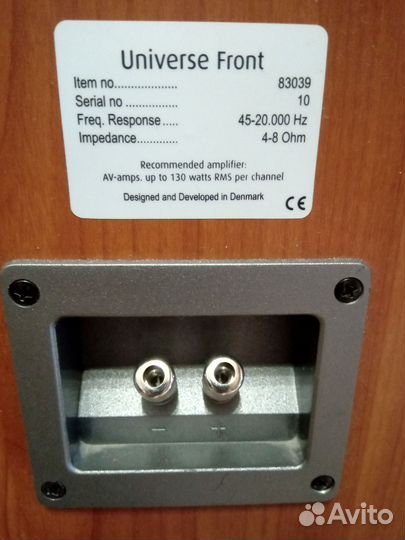 Universe Front
Item no................... 83039
Serial no ................ 10
Freq. Response ..... 45-20.000 Hz
Impedance............. 4-8 Ohm
Recommended amplifier:
AV-amps. up to 130 watts RMS per channel
Designed and Developed in Denmark
CE
− +
Avito